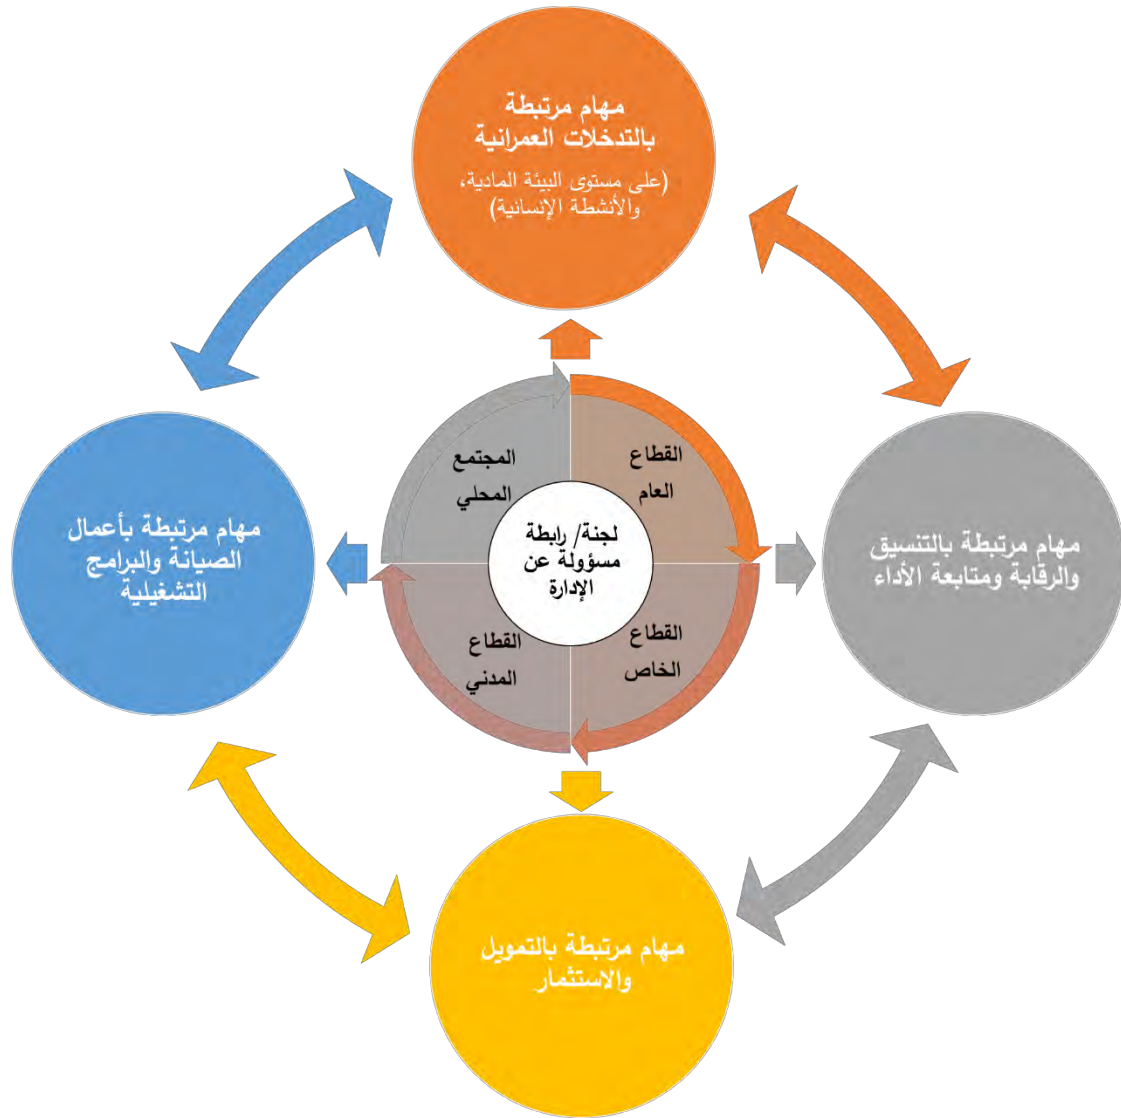 مهام مرتبطة
بالتدخلات العمرانية
(على مستوى البيئة المادية،
والأنشطة الإنسانية)
القطاع
العام
المجتمع
المحلي
لجنة/ رابطة
مسؤولة عن
الإدارة
مهام مرتبطة بالتنسيق
والرقابة ومتابعة الأداء
مهام مرتبطة بأعمال
الصيانة والبرامج
التشغيلية
القطاع
الخاص
القطاع
المدني
مهام مرتبطة بالتمويل
والاستثمار